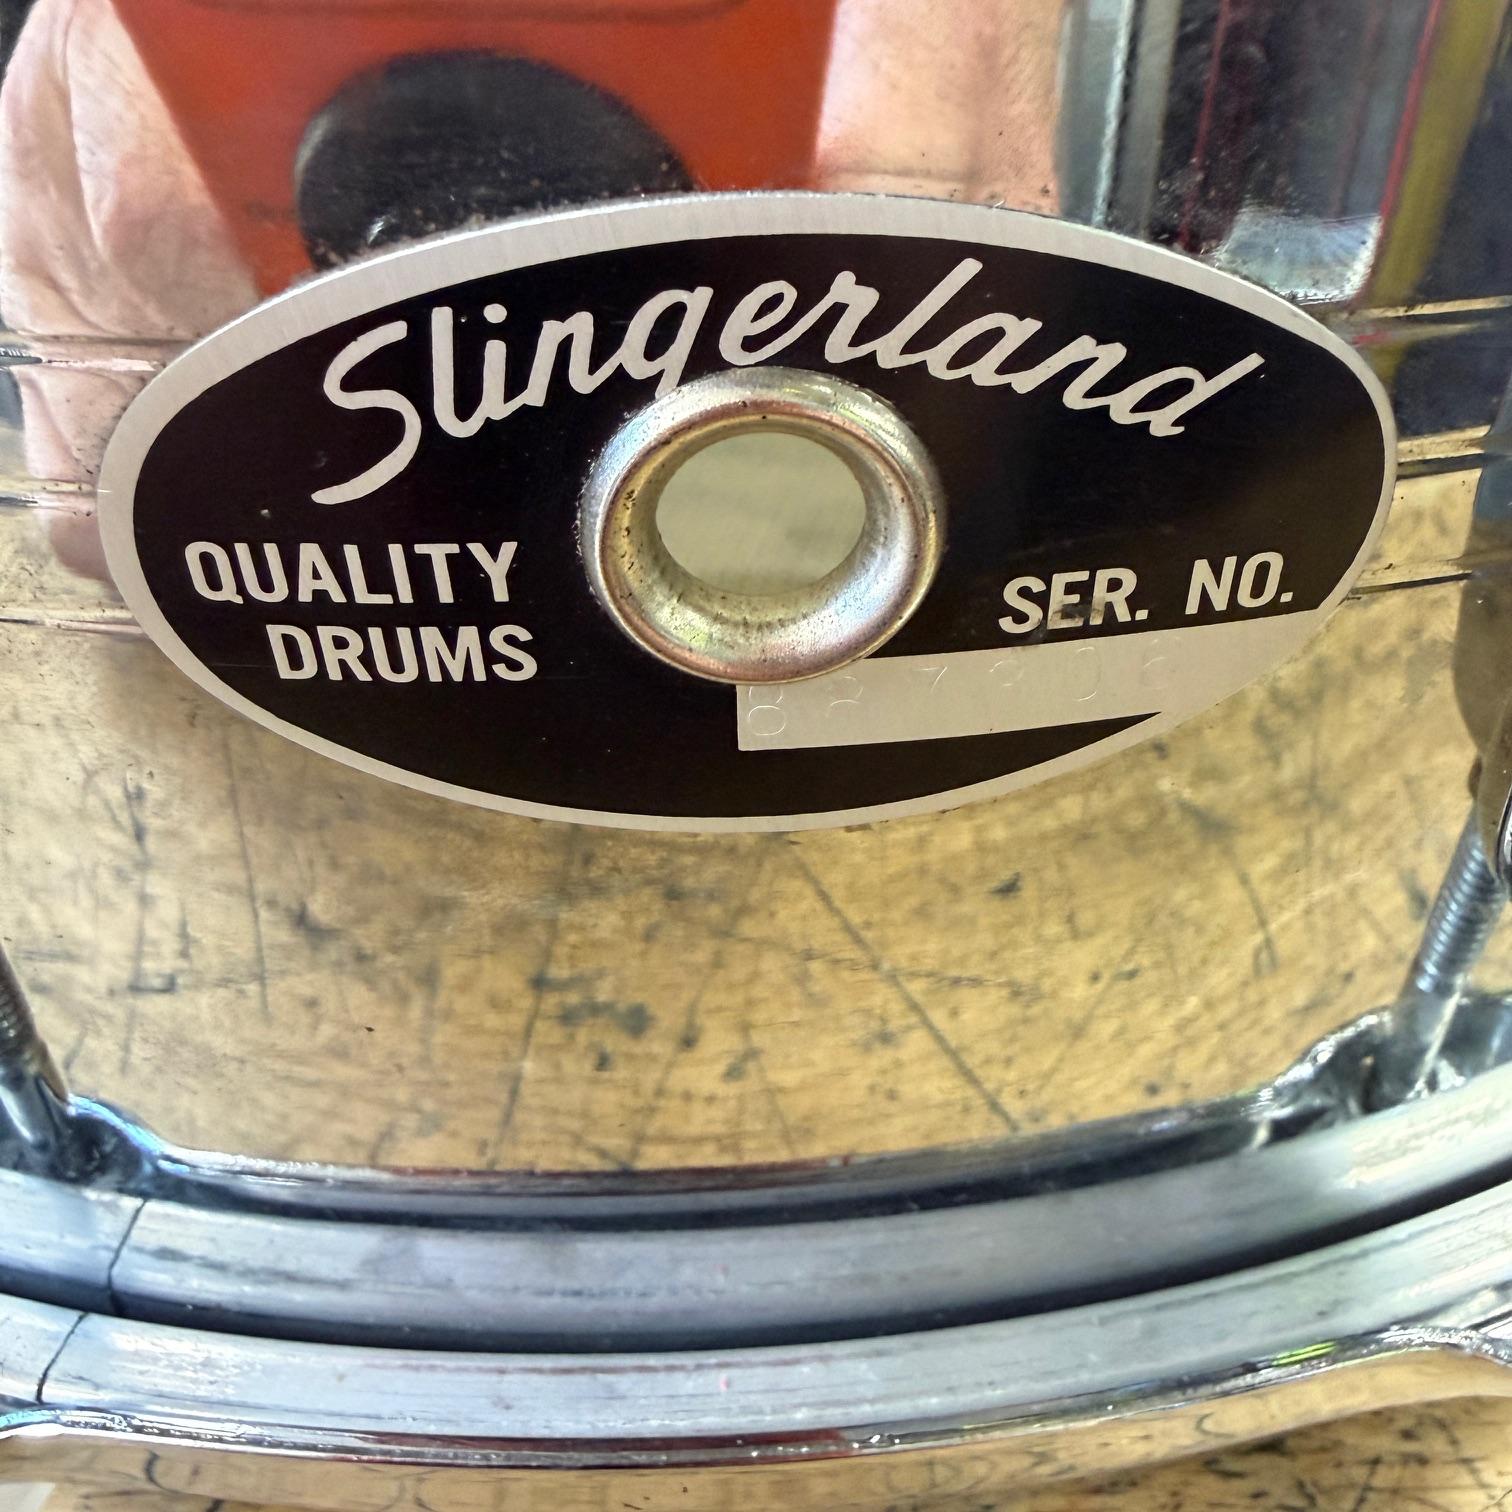 Slingerland
QUALITY
DRUMS
SER. NO.